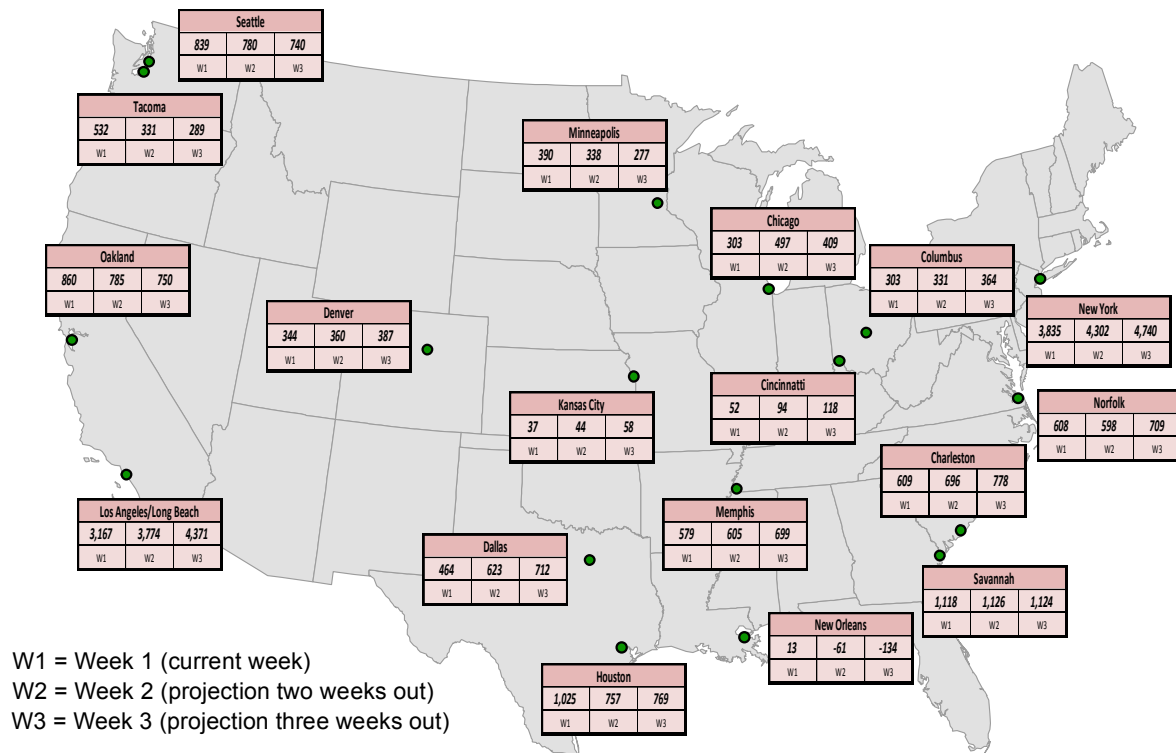 Seattle
839 780 740
W1 W2 W3
Tacoma
532 331 289
W1 W2 W3
Minneapolis
390 338 277
W1 W2 W3
Chicago
303 497 409
W1 W2 W3
Oakland
860 785 750
W1 W2 W3
Columbus
303 331 364
W1 W2 W3
Denver
344 360 387
W1 W2 W3
New York
3,835 4,302 4,740
W1 W2 W3
Cincinnatti
52 94 118
W1 W2 W3
Kansas City
37 44 58
W1 W2 W3
Norfolk
608 598 709
W1 W2 W3
Charleston
609 696 778
W1 W2 W3
Los Angeles/Long Beach
3,167 3,774 4,371
W1 W2 W3
Memphis
579 605 699
W1 W2 W3
Dallas
464 623 712
W1 W2 W3
Savannah
1,118 1,126 1,124
W1 W2 W3
New Orleans
13 -61 -134
W1 W2 W3
Houston
1,025 757 769
W1 W2 W3
W1 = Week 1 (current week)
W2 = Week 2 (projection two weeks out)
W3 = Week 3 (projection three weeks out)